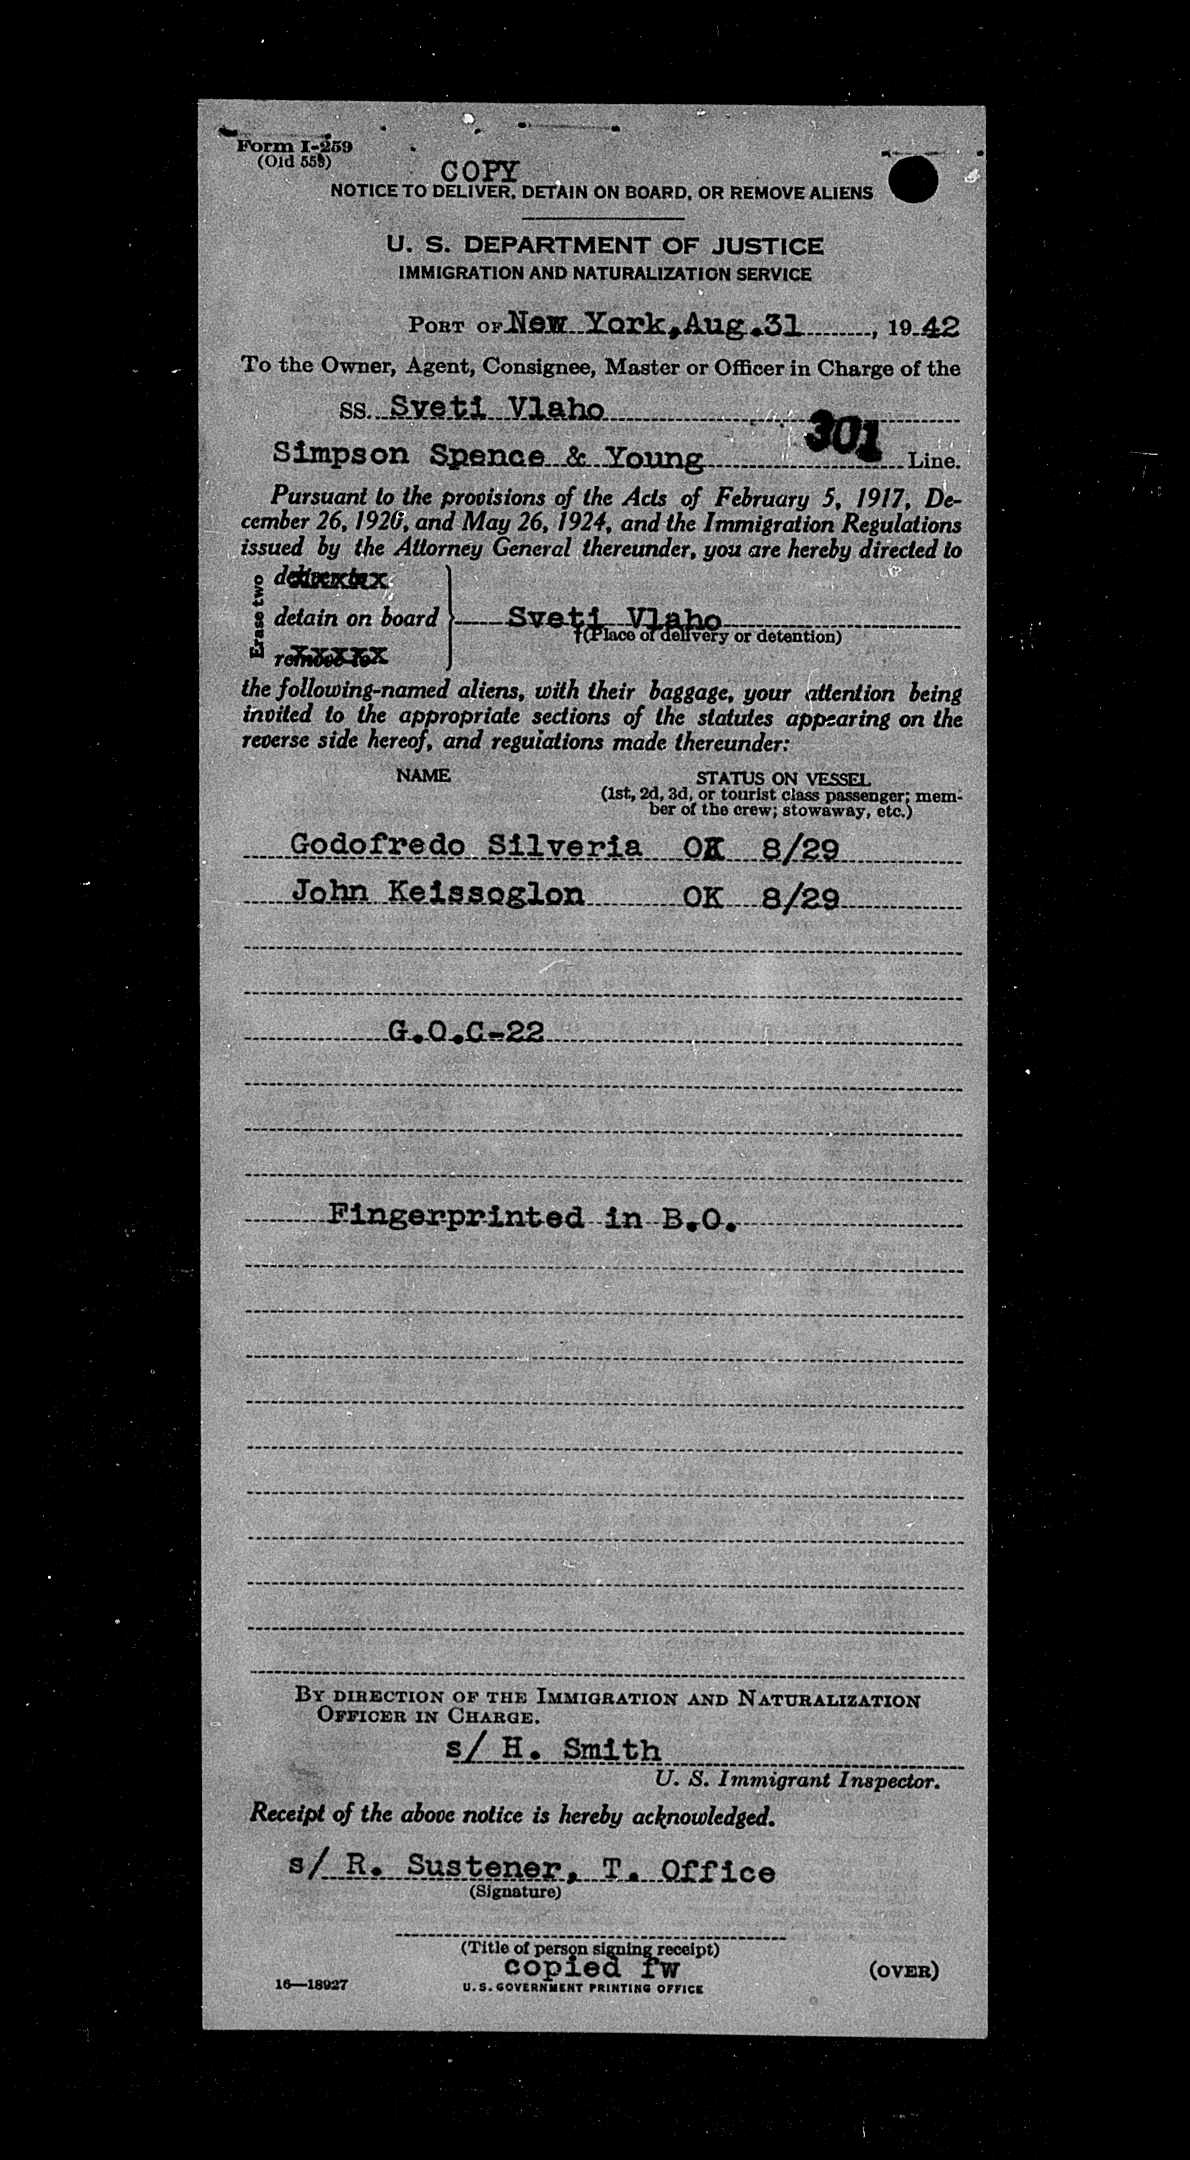 Form I-259
(Old 559)
COPY
NOTICE TO DELIVER, DETAIN ON BOARD, OR REMOVE ALIENS
U. S. DEPARTMENT OF JUSTICE
IMMIGRATION AND NATURALIZATION SERVICE
PORT OF New York, Aug. 31, 1942
To the Owner, Agent, Consignee, Master or Officer in Charge of the
SS. Sveti Vlaho
301
Simpson Spence & Young Line.
Pursuant to the provisions of the Acts of February 5, 1917, De-
cember 26, 1920, and May 26, 1924, and the Immigration Regulations
issued by the Attorney General thereunder, you are hereby directed to
Erase two
deliver to
detain on board Sveti Vlaho
†(Place of delivery or detention)
remove to
the following-named aliens, with their baggage, your attention being
invited to the appropriate sections of the statutes appearing on the
reverse side hereof, and regulations made thereunder:
NAME STATUS ON VESSEL
(1st, 2d, 3d, or tourist class passenger; mem-
ber of the crew; stowaway, etc.)
Godofredo Silveria OK 8/29
John Keissoglon OK 8/29
G.O.C-22
Fingerprinted in B.O.
BY DIRECTION OF THE IMMIGRATION AND NATURALIZATION
OFFICER IN CHARGE.
s/ H. Smith
U. S. Immigrant Inspector.
Receipt of the above notice is hereby acknowledged.
s/ R. Sustener, T. Office
(Signature)
(Title of person signing receipt)
copied fw
16—18927 U. S. GOVERNMENT PRINTING OFFICE (OVER)